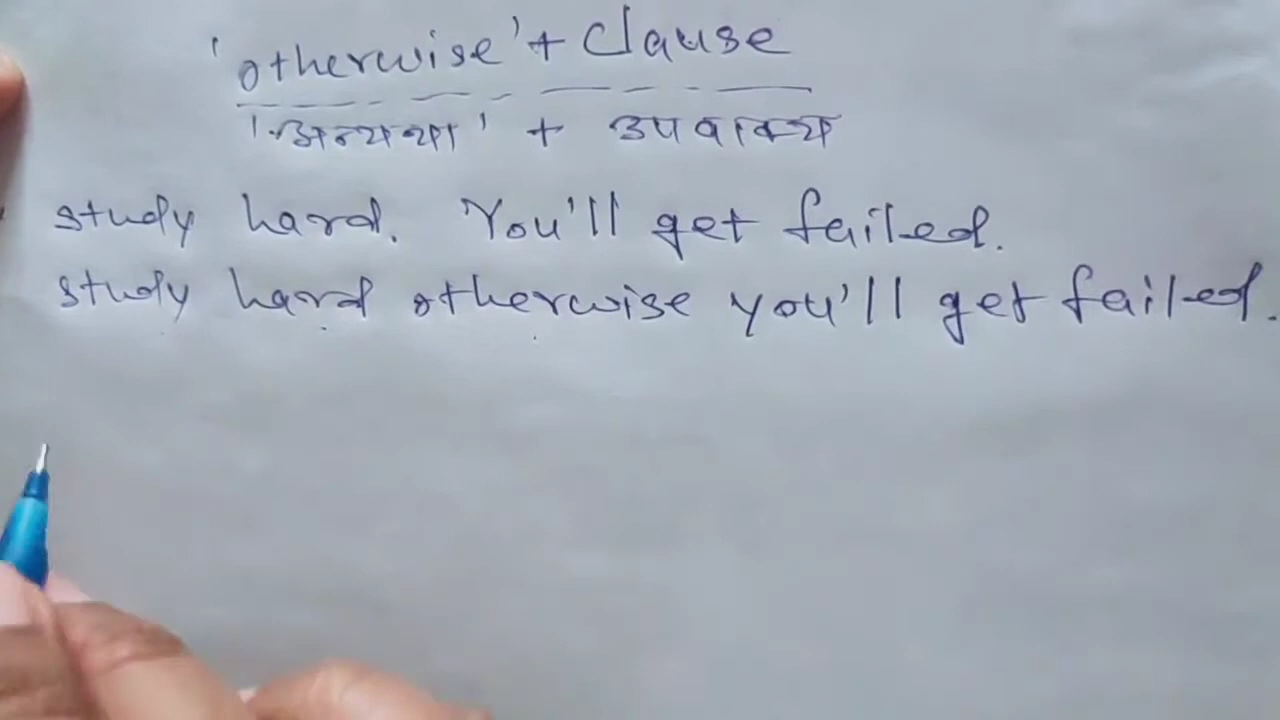 'otherwise' + Clause
'अन्यथा' + उपवाक्य
study hard. You'll get failed.
study hard otherwise you'll get failed.